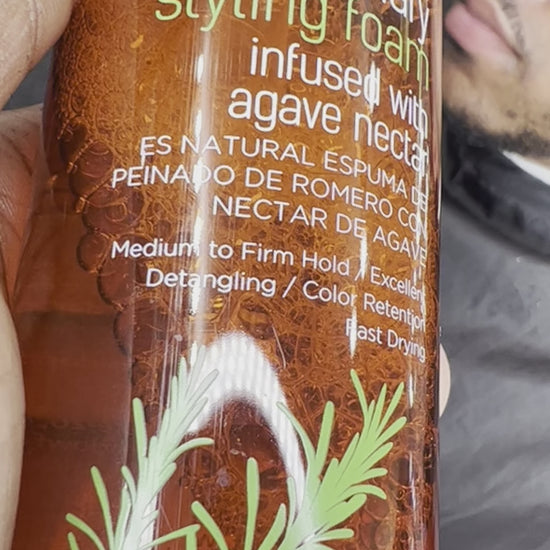 styling foam
infused with
agave nectar
ES NATURAL ESPUMA DE
PEINADO DE ROMERO CON
NECTAR DE AGAVE
Medium to Firm Hold / Excellent
Detangling / Color Retention
Fast Drying